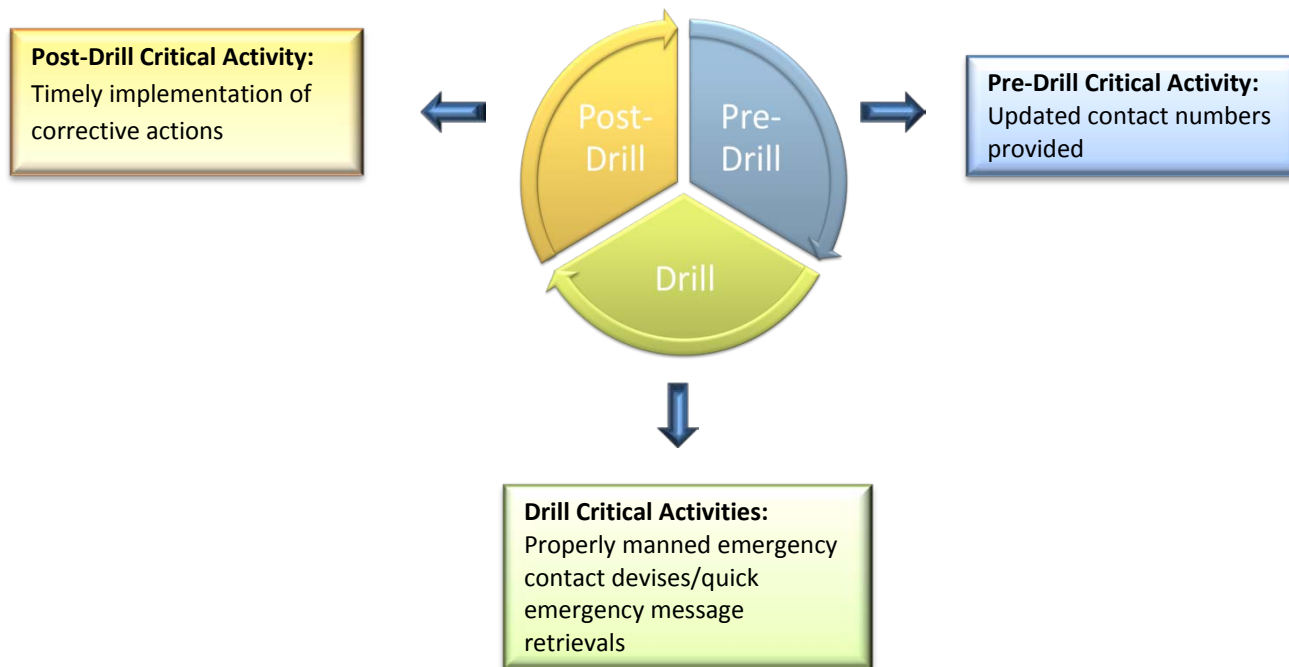 Post-Drill Critical Activity:
Timely implementation of
corrective actions
Post-
Drill
Pre-
Drill
Drill
Pre-Drill Critical Activity:
Updated contact numbers
provided
Drill Critical Activities:
Properly manned emergency
contact devises/quick
emergency message
retrievals